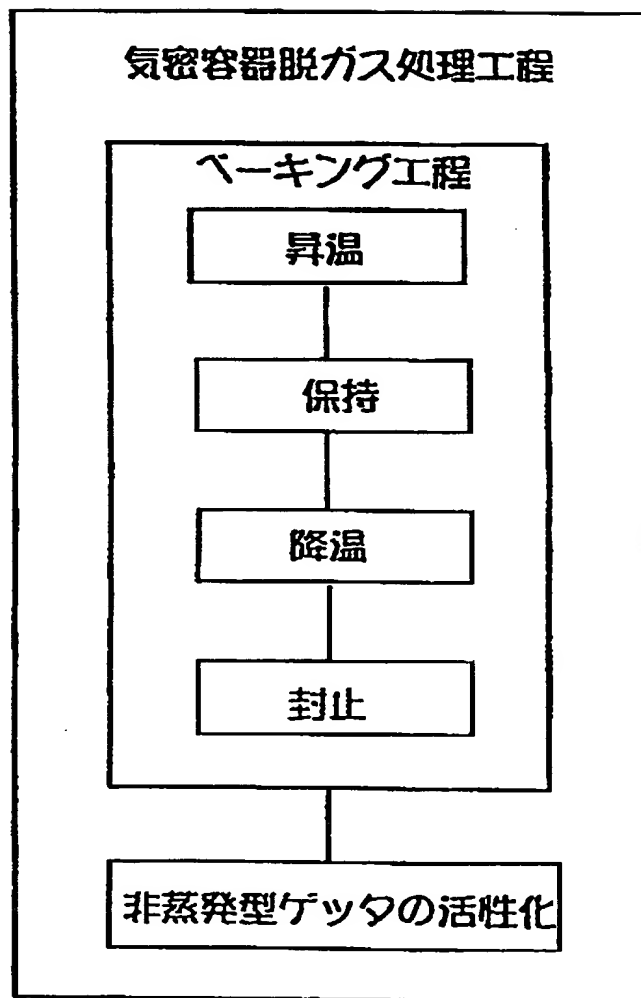 気密容器脱ガス処理工程
ベーキング工程
昇温
保持
降温
封止
非蒸発型ゲッタの活性化